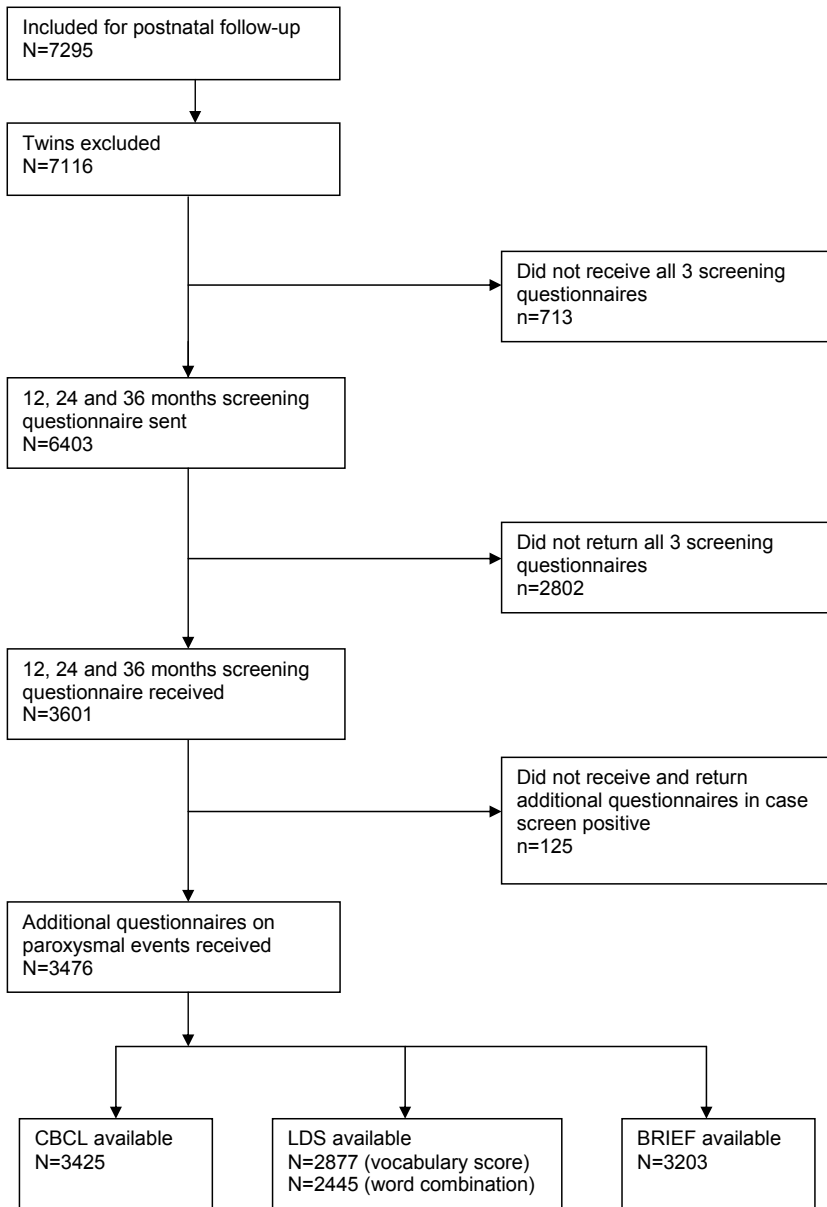 Included for postnatal follow-up
N=7295
Twins excluded
N=7116
Did not receive all 3 screening
questionnaires
n=713
12, 24 and 36 months screening
questionnaire sent
N=6403
Did not return all 3 screening
questionnaires
n=2802
12, 24 and 36 months screening
questionnaire received
N=3601
Did not receive and return
additional questionnaires in case
screen positive
n=125
Additional questionnaires on
paroxysmal events received
N=3476
CBCL available
N=3425
LDS available
N=2877 (vocabulary score)
N=2445 (word combination)
BRIEF available
N=3203